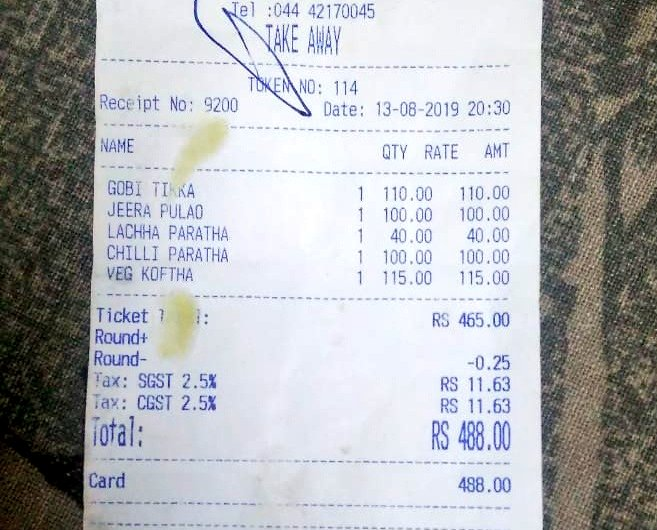 Tel :044 42170045
TAKE AWAY
TOKEN NO: 114
Receipt No: 9200 Date: 13-08-2019 20:30
NAME QTY RATE AMT
GOBI TIKKA 1 110.00 110.00
JEERA PULAO 1 100.00 100.00
LACHHA PARATHA 1 40.00 40.00
CHILLI PARATHA 1 100.00 100.00
VEG KOFTHA 1 115.00 115.00
Ticket RS 465.00
Round+
Round- -0.25
Tax: SGST 2.5% RS 11.63
Tax: CGST 2.5% RS 11.63
Total: RS 488.00
Card 488.00